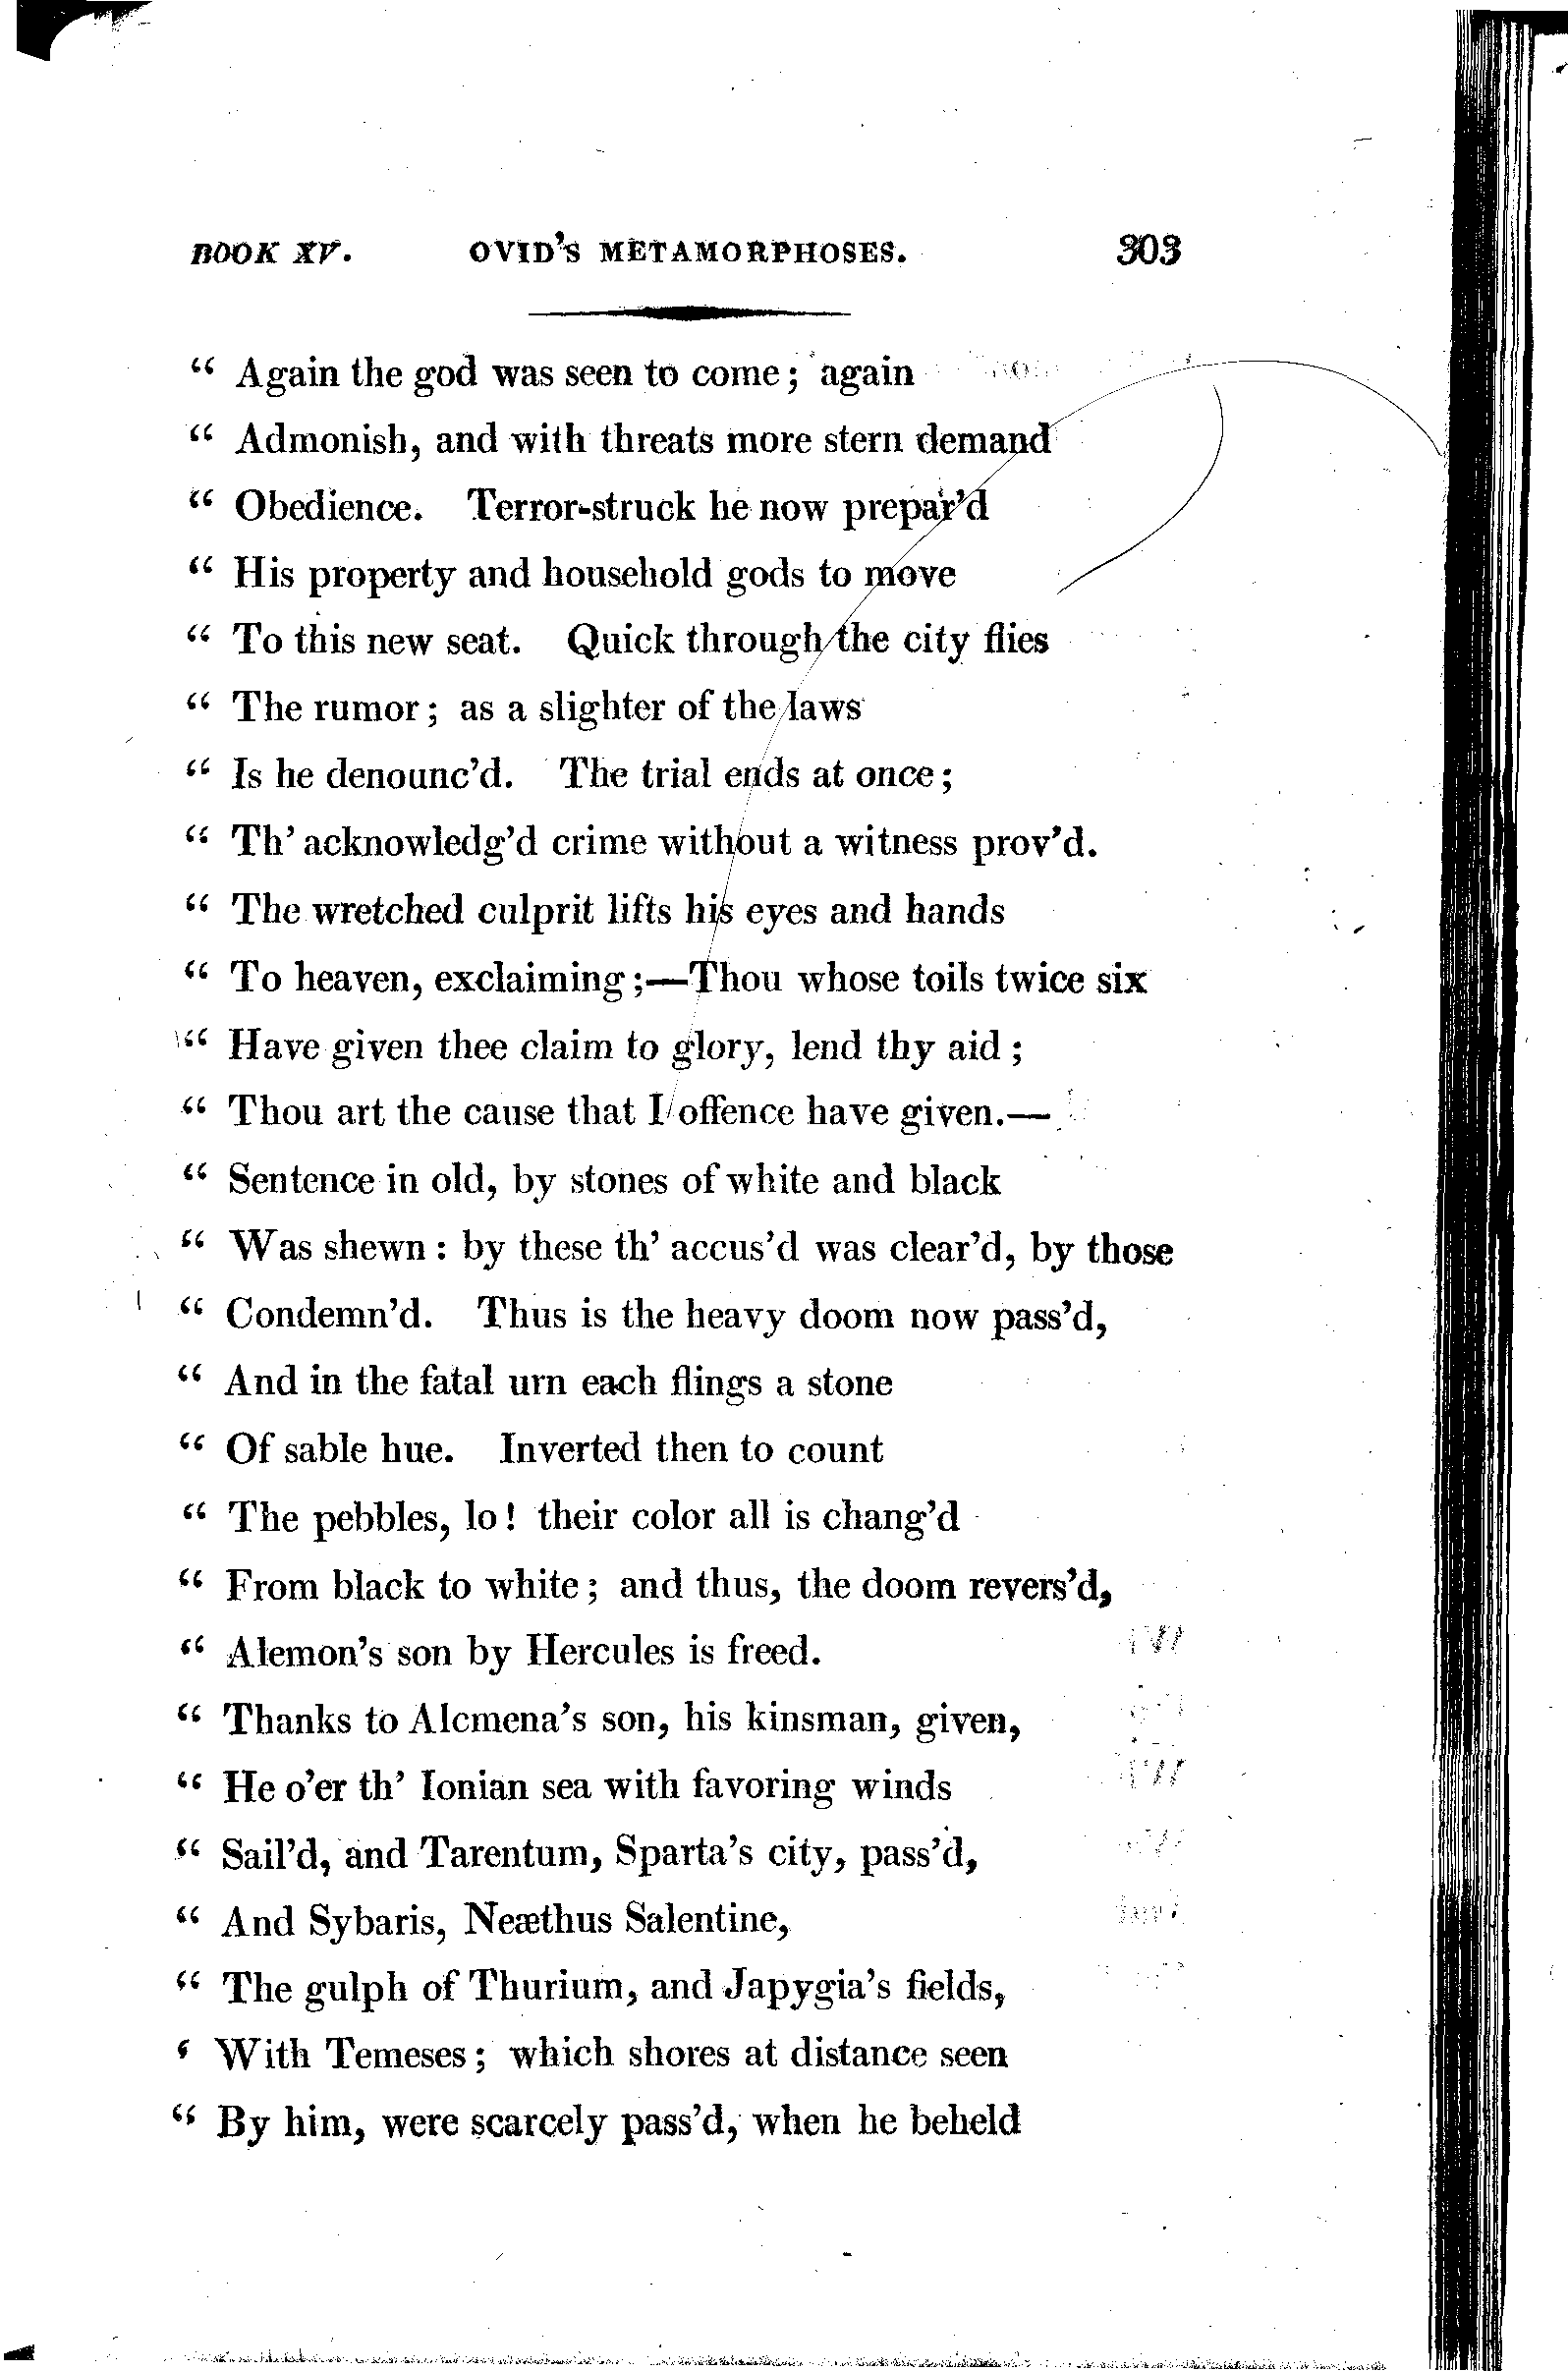 BOOK XV. OVID'S METAMORPHOSES. 303
“ Again the god was seen to come; again
“ Admonish, and with threats more stern demand
“ Obedience. Terror-struck he now prepar'd
“ His property and household gods to move
“ To this new seat. Quick through the city flies
“ The rumor; as a slighter of the laws
“ Is he denounc'd. The trial ends at once;
“ Th' acknowledg'd crime without a witness prov'd.
“ The wretched culprit lifts his eyes and hands
“ To heaven, exclaiming;—Thou whose toils twice six
“ Have given thee claim to glory, lend thy aid;
“ Thou art the cause that I offence have given.—
“ Sentence in old, by stones of white and black
“ Was shewn: by these th' accus'd was clear'd, by those
“ Condemn'd. Thus is the heavy doom now pass'd,
“ And in the fatal urn each flings a stone
“ Of sable hue. Inverted then to count
“ The pebbles, lo! their color all is chang'd
“ From black to white; and thus, the doom revers'd,
“ Alemon's son by Hercules is freed.
“ Thanks to Alcmena's son, his kinsman, given,
“ He o'er th' Ionian sea with favoring winds
“ Sail'd, and Tarentum, Sparta's city, pass'd,
“ And Sybaris, Neæthus Salentine,
“ The gulph of Thurium, and Japygia's fields,
‘ With Temeses; which shores at distance seen
“ By him, were scarcely pass'd, when he beheld